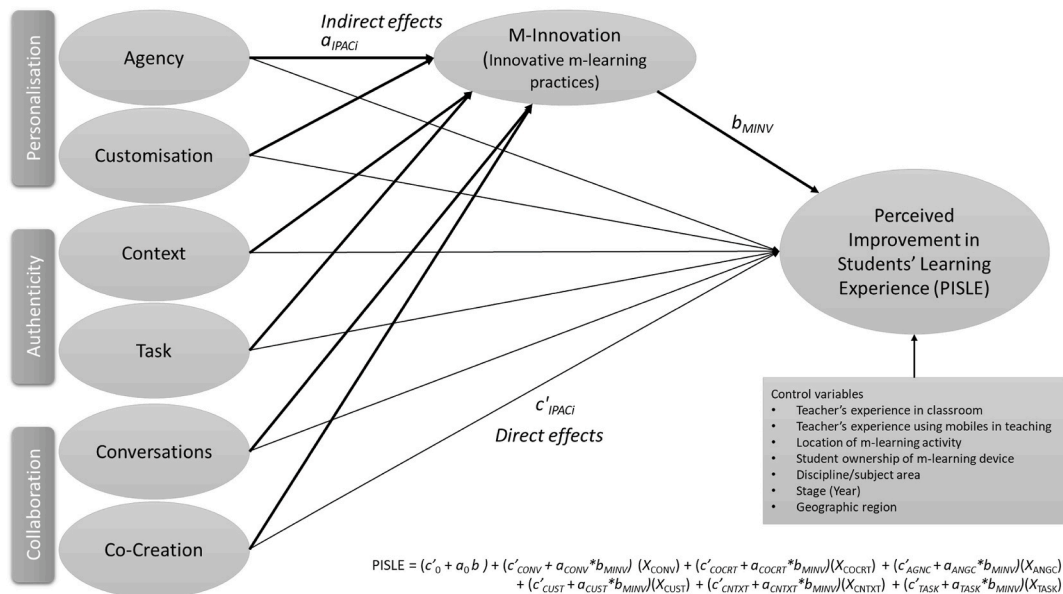 Personalisation
Agency
Customisation
Authenticity
Context
Task
Collaboration
Conversations
Co-Creation
Indirect effects
a_IPACi
M-Innovation
(Innovative m-learning
practices)
b_MINV
Perceived
Improvement in
Students' Learning
Experience (PISLE)
c'_IPACi
Direct effects
Control variables
• Teacher's experience in classroom
• Teacher's experience using mobiles in teaching
• Location of m-learning activity
• Student ownership of m-learning device
• Discipline/subject area
• Stage (Year)
• Geographic region
PISLE = (c'_0 + a_0 b ) + (c'_CONV + a_CONV*b_MINV) (X_CONV) + (c'_COCRT + a_COCRT*b_MINV)(X_COCRT) + (c'_AGNC + a_ANGC*b_MINV)(X_ANGC)
+ (c'_CUST + a_CUST*b_MINV)(X_CUST) + (c'_CNTXT + a_CNTXT*b_MINV)(X_CNTXT) + (c'_TASK + a_TASK*b_MINV)(X_TASK)